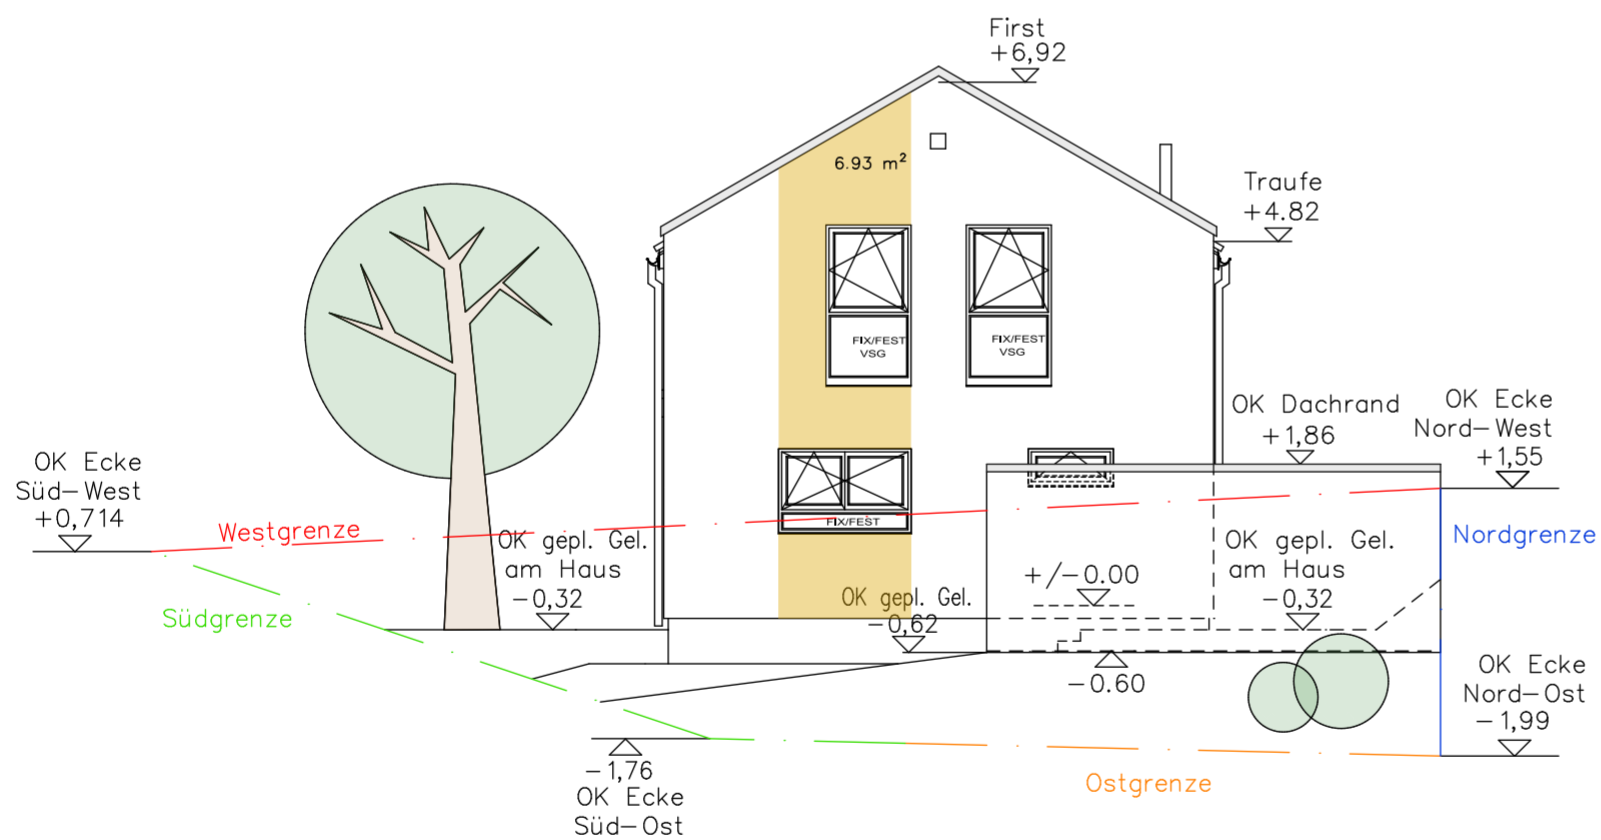 First
+6,92
6.93 m²
Traufe
+4.82
FIX/FEST
VSG
FIX/FEST
VSG
OK Dachrand
+1,86
OK Ecke
Nord-West
+1,55
OK Ecke
Süd-West
+0,714
Westgrenze
FIX/FEST
OK gepl. Gel.
am Haus
-0,32
OK gepl. Gel.
am Haus
-0,32
Nordgrenze
+/-0.00
OK gepl. Gel.
-0,62
Südgrenze
-0.60
OK Ecke
Nord-Ost
-1,99
-1,76
OK Ecke
Süd-Ost
Ostgrenze